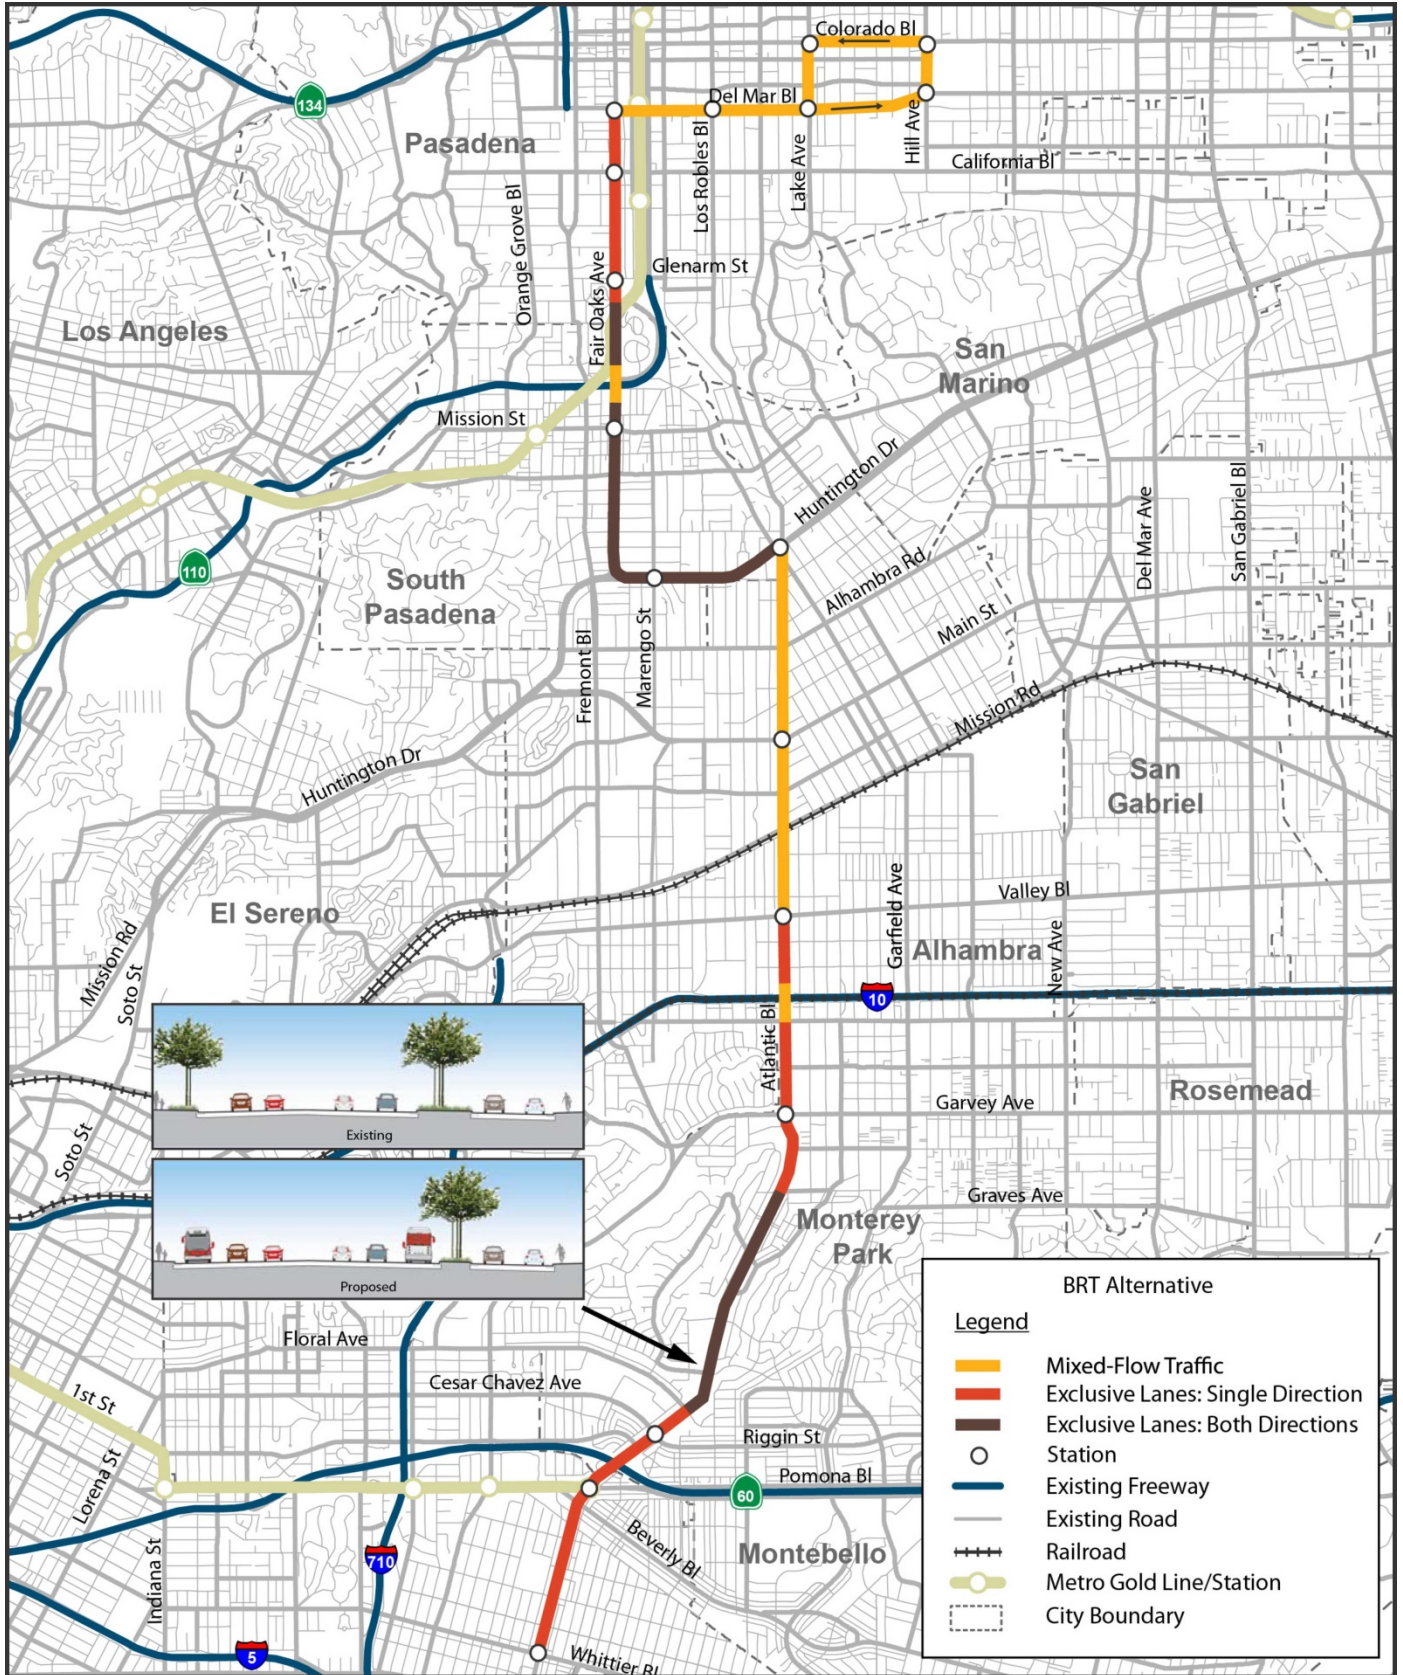 Colorado Bl
134
Del Mar Bl
Pasadena
Los Robles Bl
Lake Ave
Hill Ave
California Bl
Orange Grove Bl
Fair Oaks Ave
Glenarm St
Los Angeles
San
Marino
Mission St
Huntington Dr
110
South
Pasadena
Alhambra Rd
Del Mar Ave
San Gabriel Bl
Main St
Fremont Bl
Marengo St
Mission Rd
Huntington Dr
San
Gabriel
El Sereno
Valley Bl
Garfield Ave
Alhambra
New Ave
Mission Rd
Soto St
10
Atlantic Bl
Rosemead
Garvey Ave
Existing
Soto St
Graves Ave
Monterey
Park
Proposed
Floral Ave
Cesar Chavez Ave
1st St
Riggin St
Pomona Bl
60
Lorena St
Beverly Bl
Montebello
710
Indiana St
5
Whittier Bl
BRT Alternative
Legend
Mixed-Flow Traffic
Exclusive Lanes: Single Direction
Exclusive Lanes: Both Directions
Station
Existing Freeway
Existing Road
Railroad
Metro Gold Line/Station
City Boundary